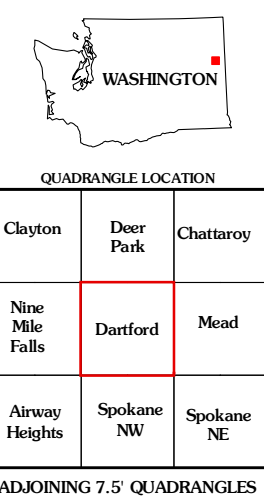 WASHINGTON
QUADRANGLE LOCATION
Clayton
Deer
Park
Chattaroy
Nine
Mile
Falls
Dartford
Mead
Airway
Heights
Spokane
NW
Spokane
NE
ADJOINING 7.5' QUADRANGLES